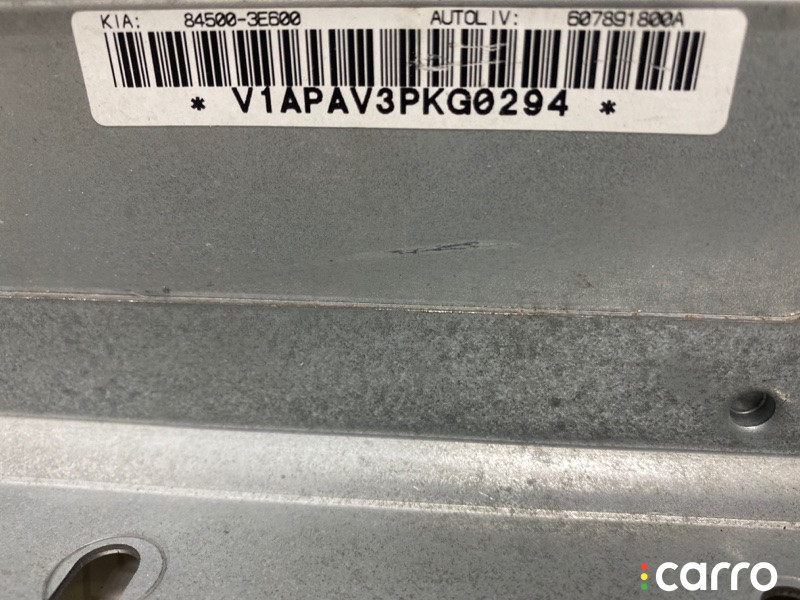 KIA: 84500-3E600 AUTOLIV: 607891800A
* V1APAV3PKG0294 *
carro